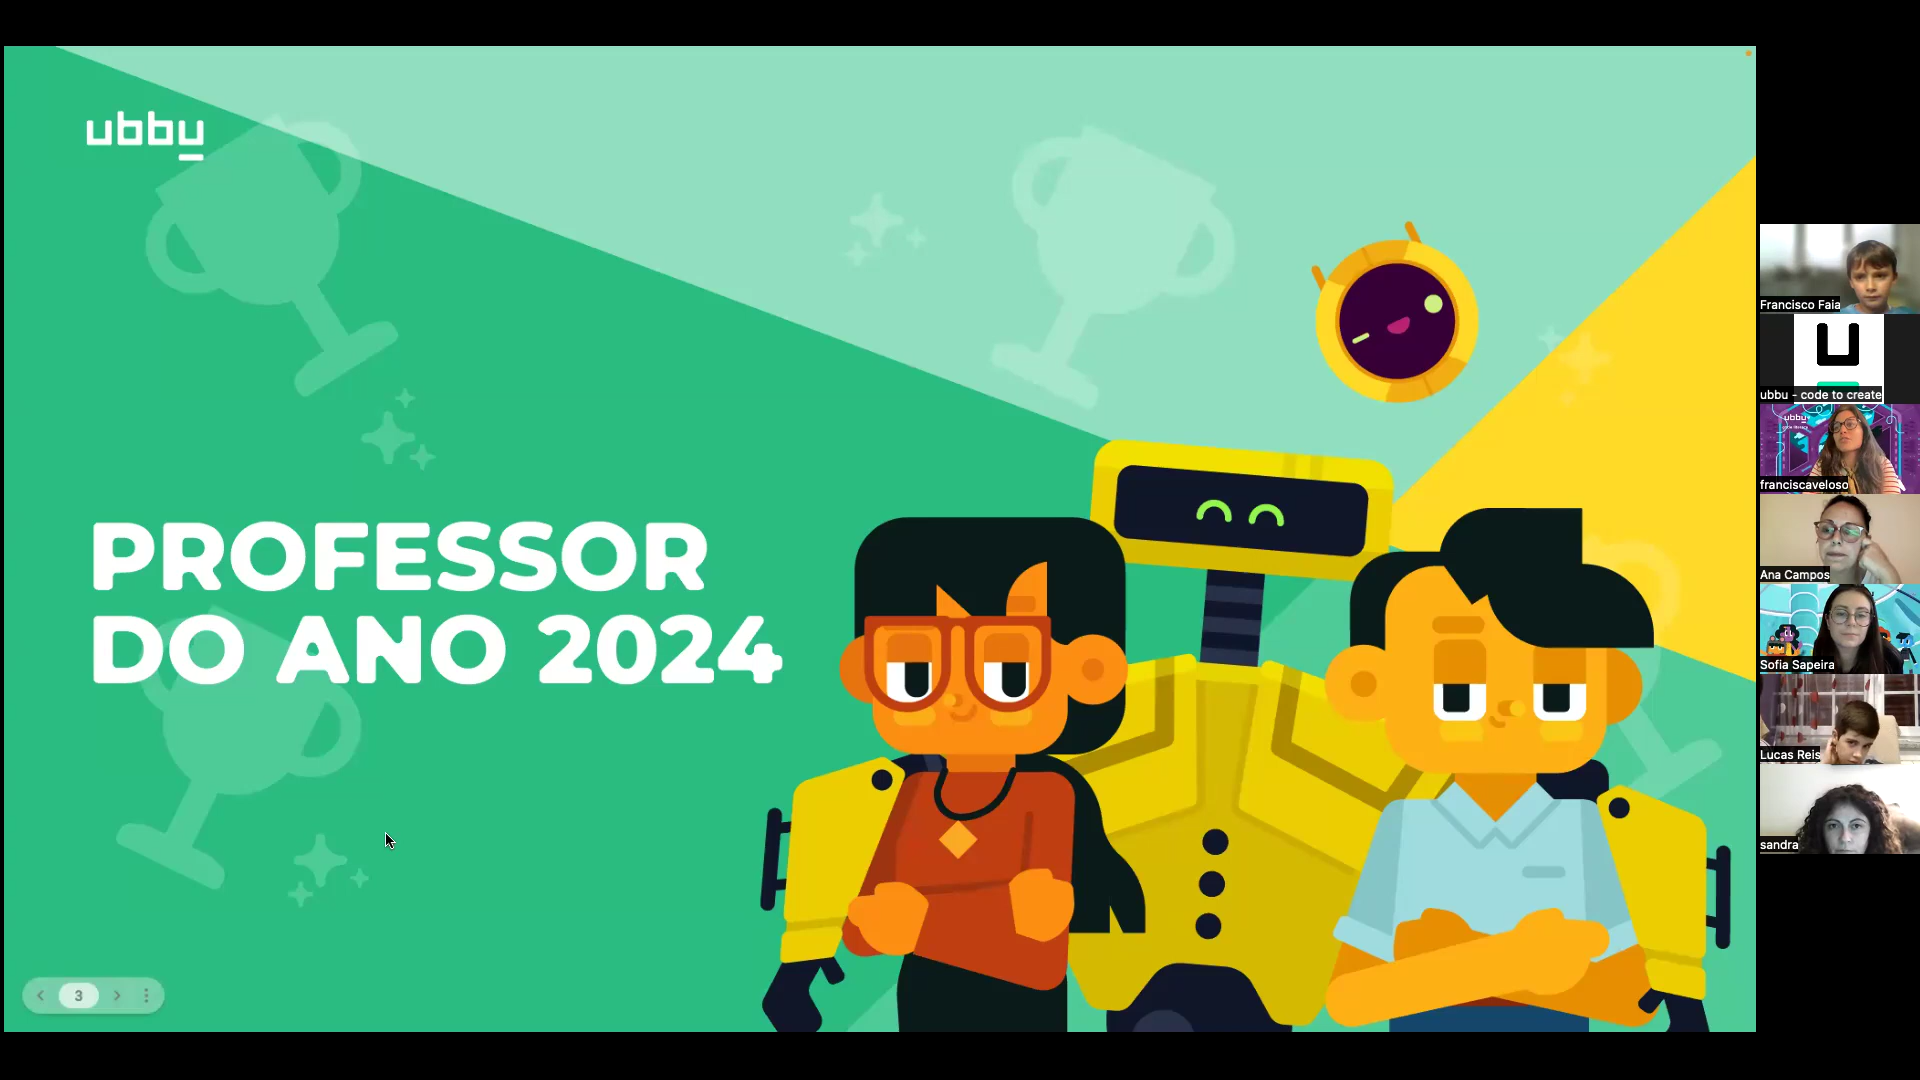 ubbu
PROFESSOR
DO ANO 2024
3
Francisco Faia
ubbu - code to create
franciscaveloso
Ana Campos
ubbu
Sofia Sapeira
Lucas Reis
sandra